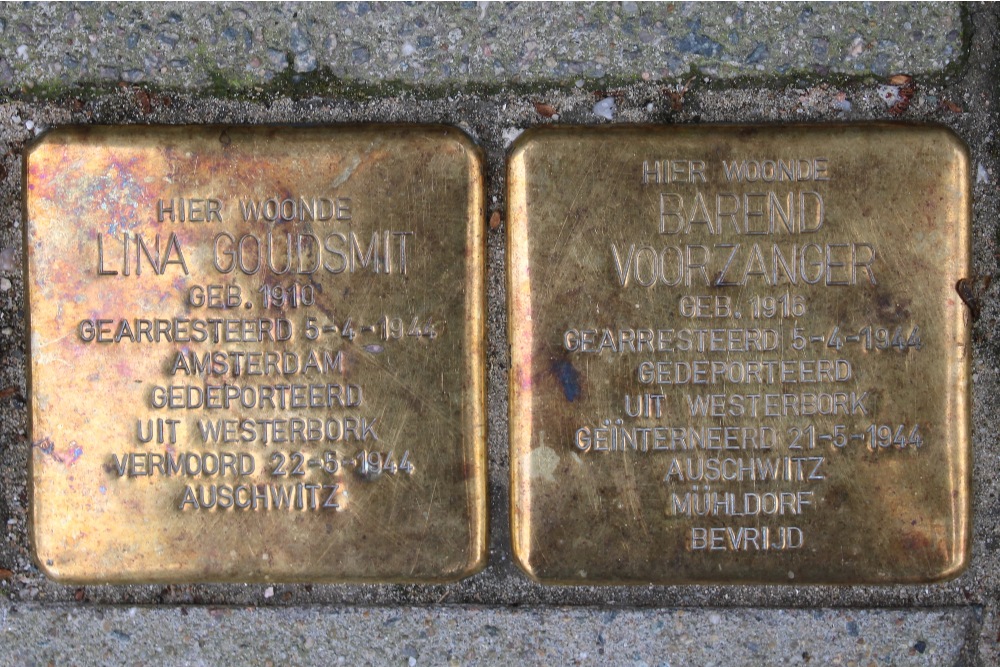 HIER WOONDE
LINA GOUDSMIT
GEB. 1910
GEARRESTEERD 5-4-1944
AMSTERDAM
GEDEPORTEERD
UIT WESTERBORK
VERMOORD 22-5-1944
AUSCHWITZ
HIER WOONDE
BAREND
VOORZANGER
GEB. 1916
GEARRESTEERD 5-4-1944
GEDEPORTEERD
UIT WESTERBORK
GEÏNTERNEERD 21-5-1944
AUSCHWITZ
MÜHLDORF
BEVRIJD